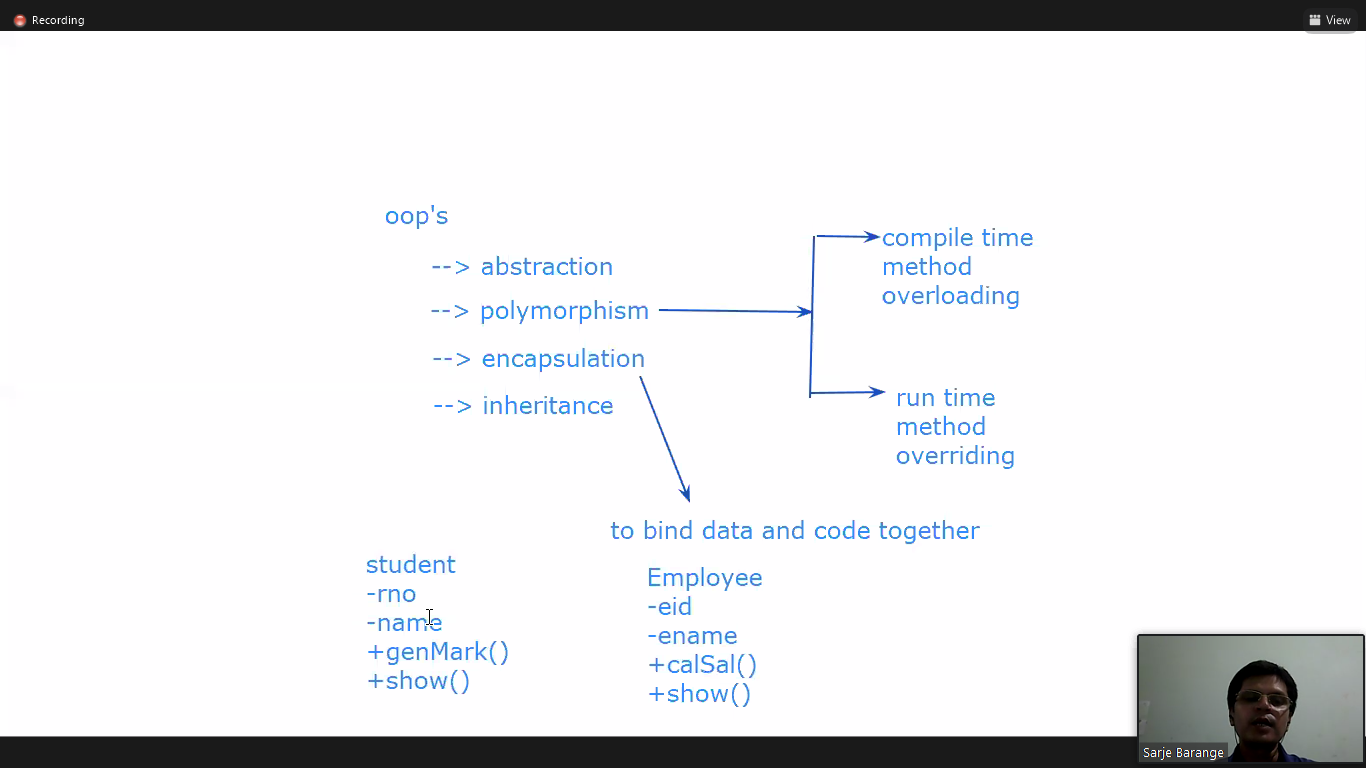 Recording
View
oop's
--> abstraction
--> polymorphism
--> encapsulation
--> inheritance
compile time
method
overloading
run time
method
overriding
to bind data and code together
student
-rno
-name
+genMark()
+show()
Employee
-eid
-ename
+calSal()
+show()
Sarje Barange